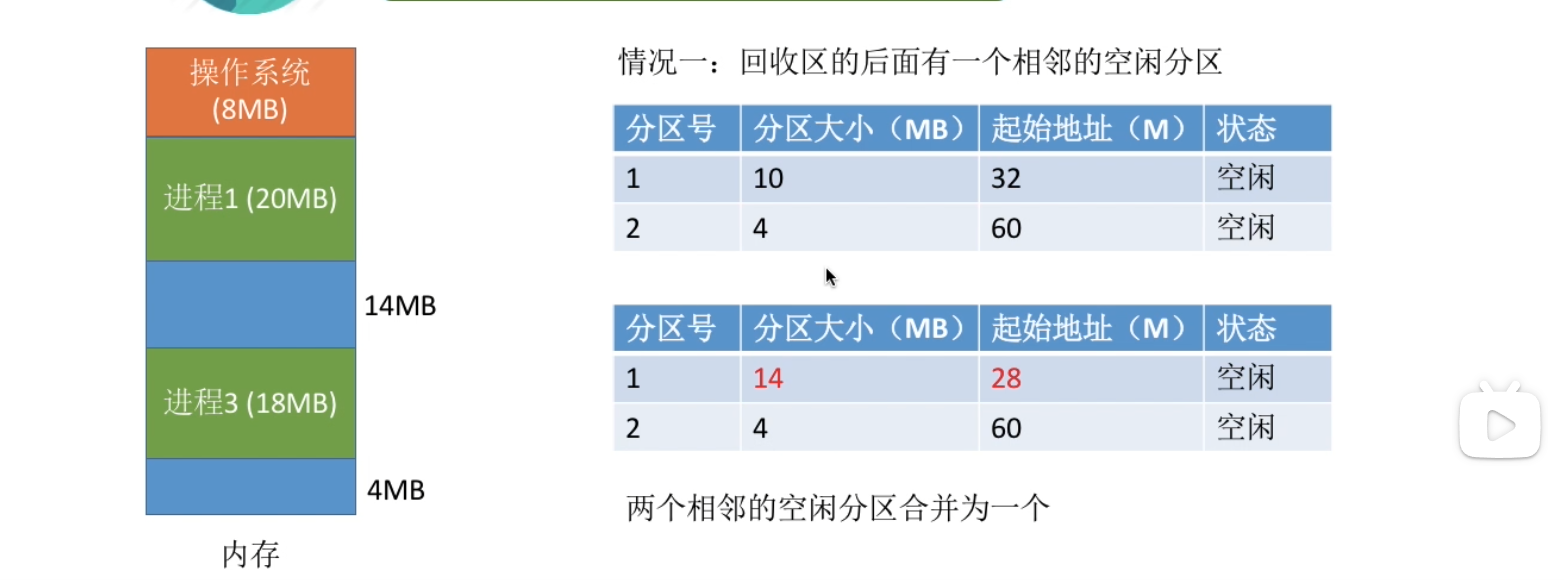 操作系统
(8MB)
进程1 (20MB)
14MB
进程3 (18MB)
4MB
内存
情况一：回收区的后面有一个相邻的空闲分区
分区号 分区大小（MB） 起始地址（M） 状态
1 10 32 空闲
2 4 60 空闲
分区号 分区大小（MB） 起始地址（M） 状态
1 14 28 空闲
2 4 60 空闲
两个相邻的空闲分区合并为一个